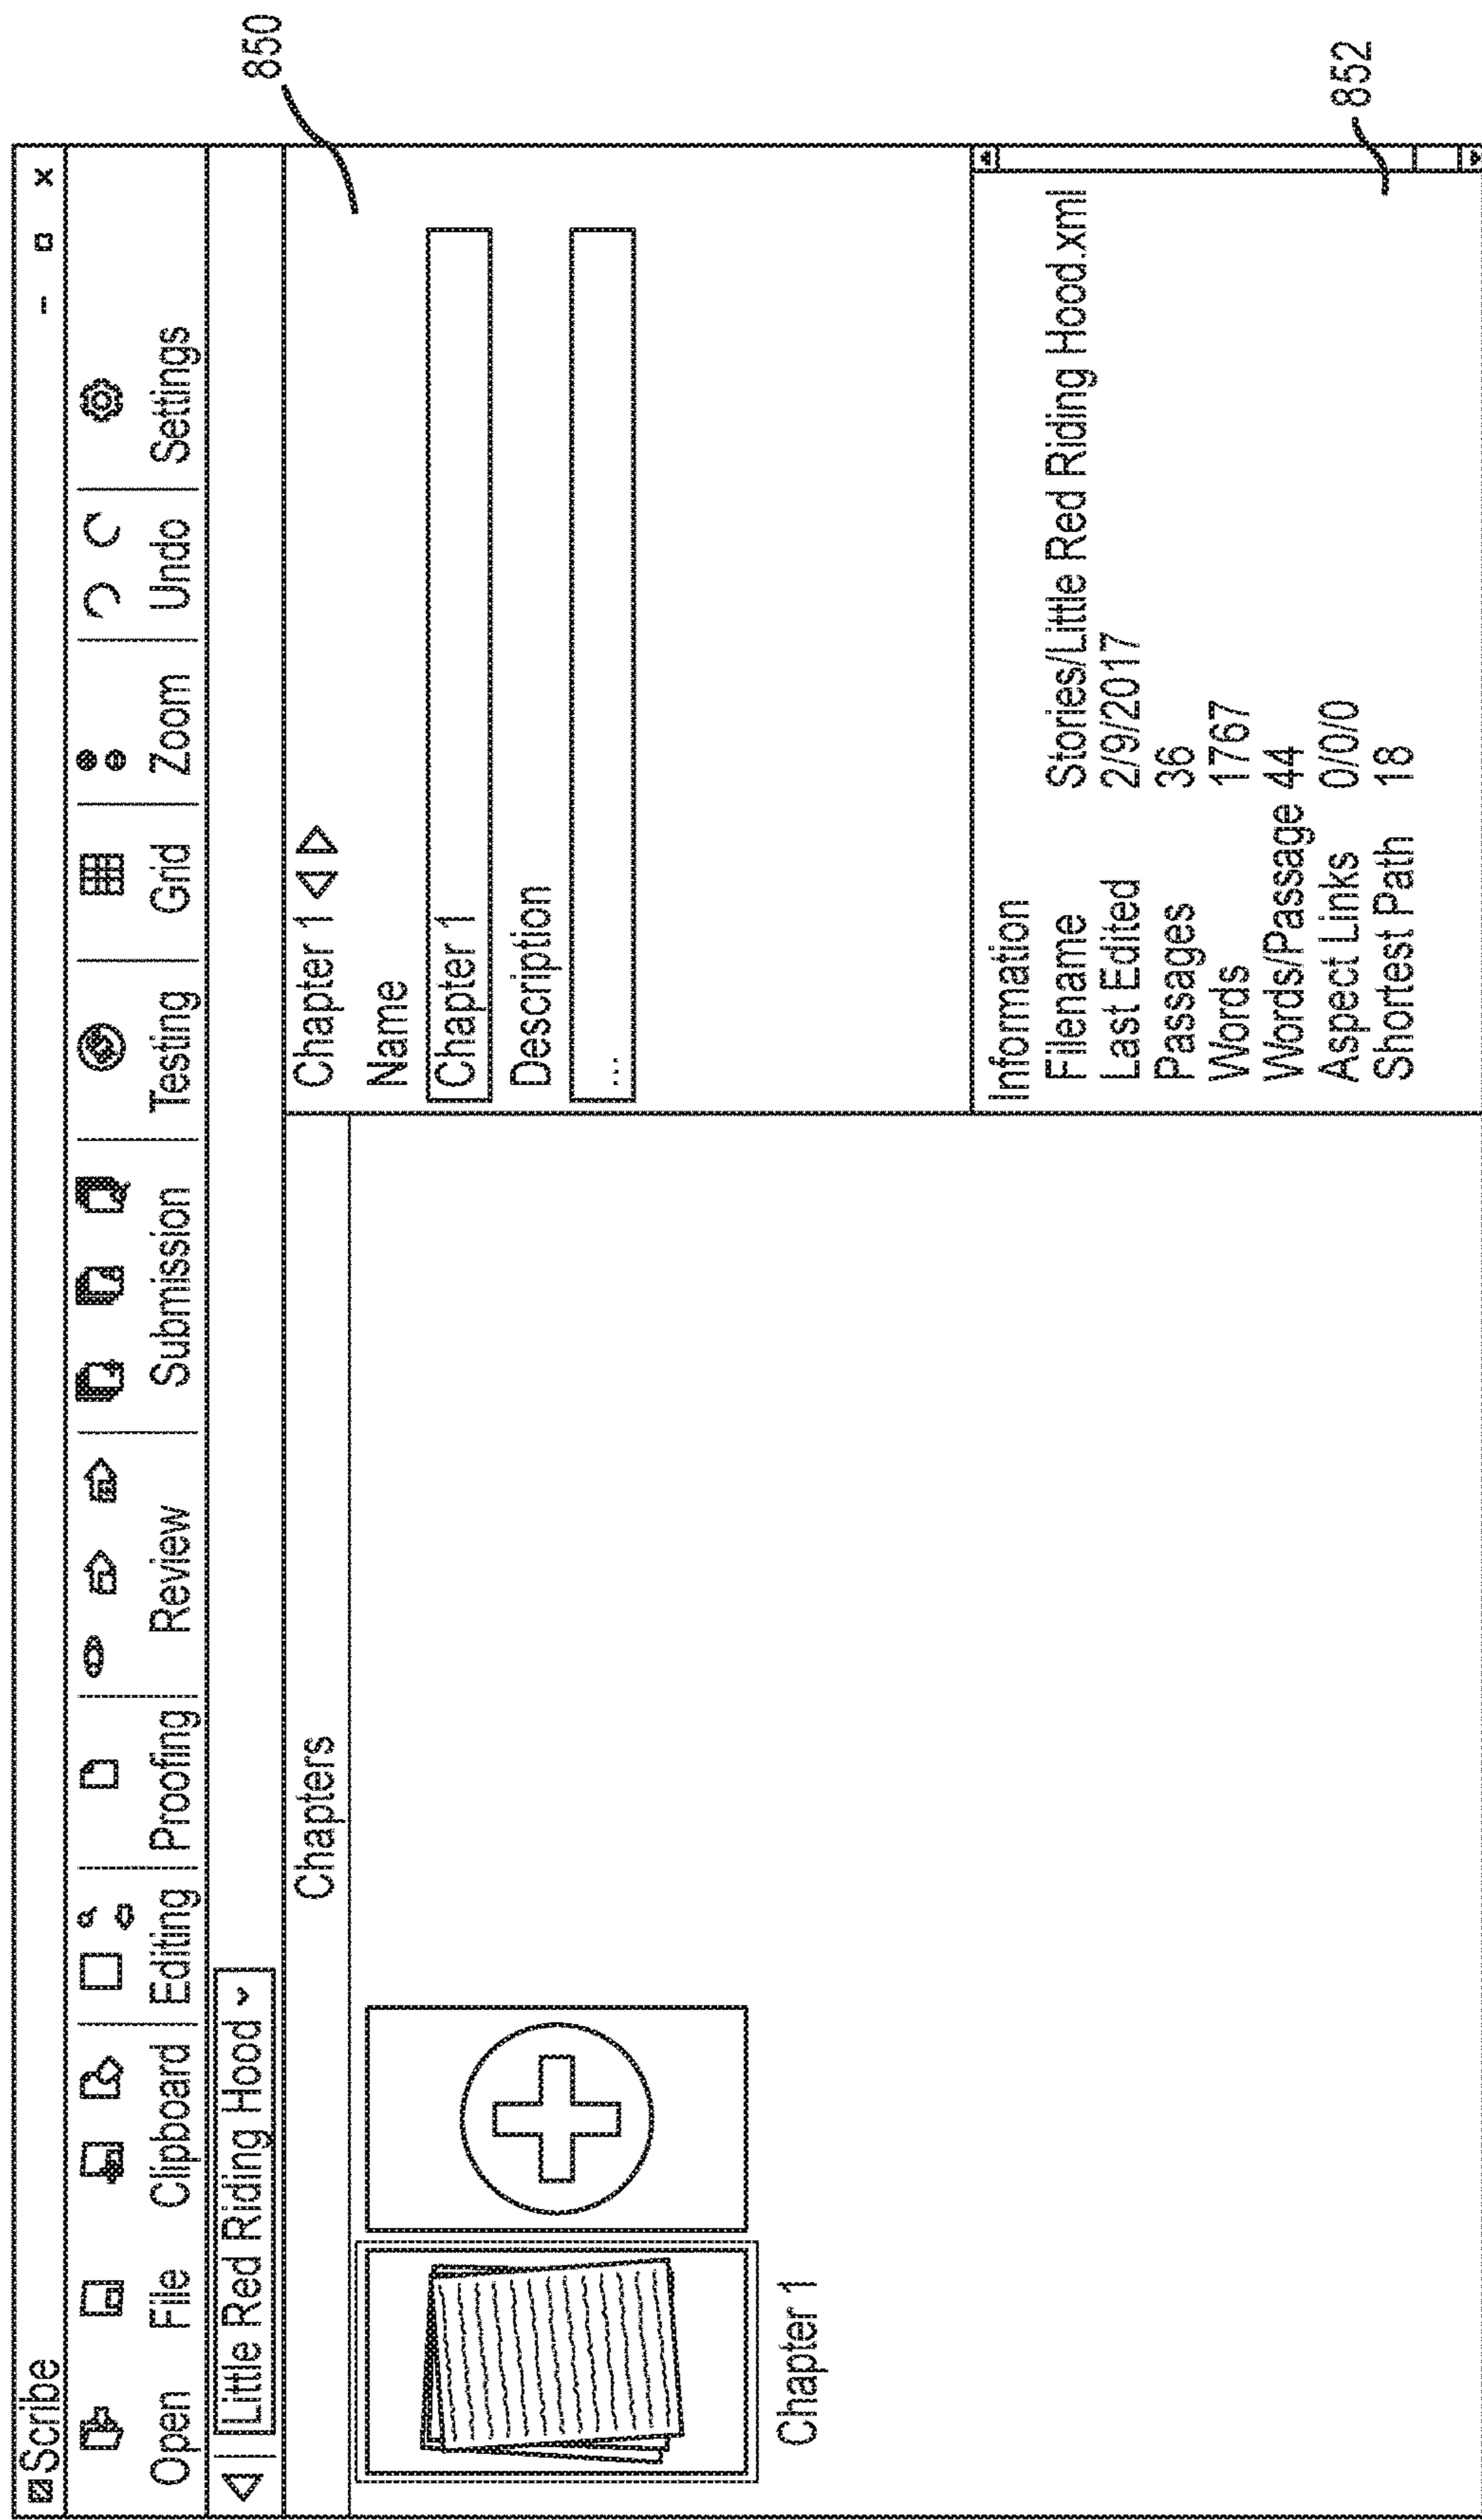 Scribe
Open File Clipboard Editing Proofing Review Submission Testing Grid Zoom Undo Settings
Little Red Riding Hood
Chapters
Chapter 1
Chapter 1
Name
Chapter 1
Description
...
850
Information
Filename Stories/Little Red Riding Hood.xml
Last Edited 2/9/2017
Passages 36
Words 1767
Words/Passage 44
Aspect Links 0/0/0
Shortest Path 18
852